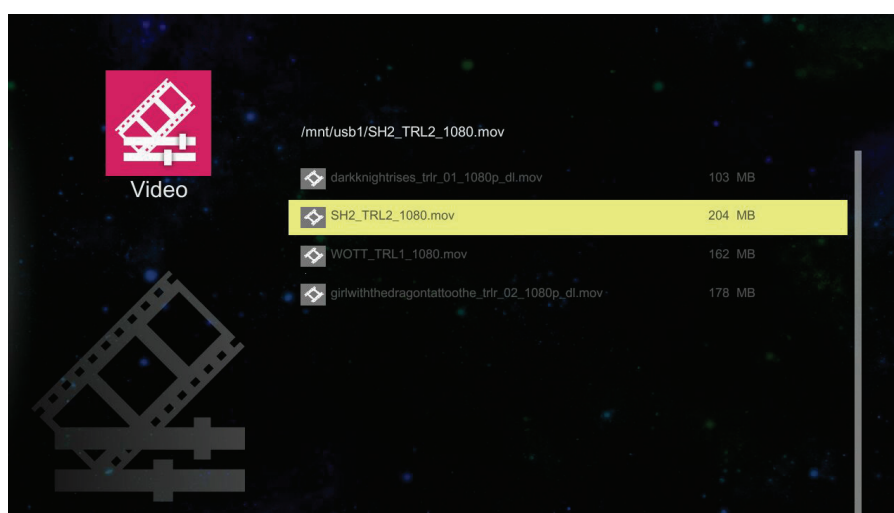 /mnt/usb1/SH2_TRL2_1080.mov
Video
darkknightrises_trlr_01_1080p_dl.mov 103 MB
SH2_TRL2_1080.mov 204 MB
WOTT_TRL1_1080.mov 162 MB
girlwiththedragontattoothe_trlr_02_1080p_dl.mov 178 MB